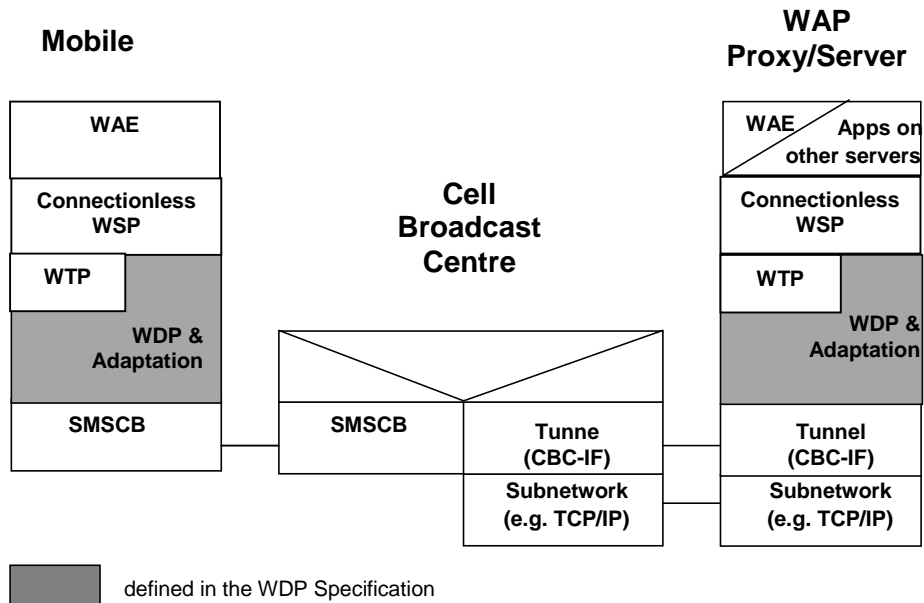 Mobile
WAP
Proxy/Server
WAE
Connectionless
WSP
WTP
WDP &
Adaptation
SMSCB
Cell
Broadcast
Centre
SMSCB
Tunne
(CBC-IF)
Subnetwork
(e.g. TCP/IP)
WAE
Apps on
other servers
Connectionless
WSP
WTP
WDP &
Adaptation
Tunnel
(CBC-IF)
Subnetwork
(e.g. TCP/IP)
defined in the WDP Specification